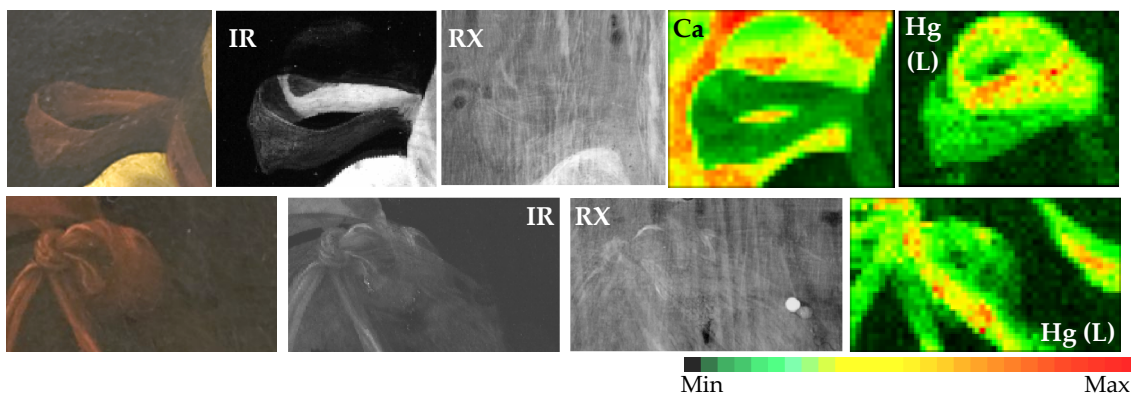 IR
RX
Ca
Hg
(L)
IR
RX
Hg (L)
Min
Max